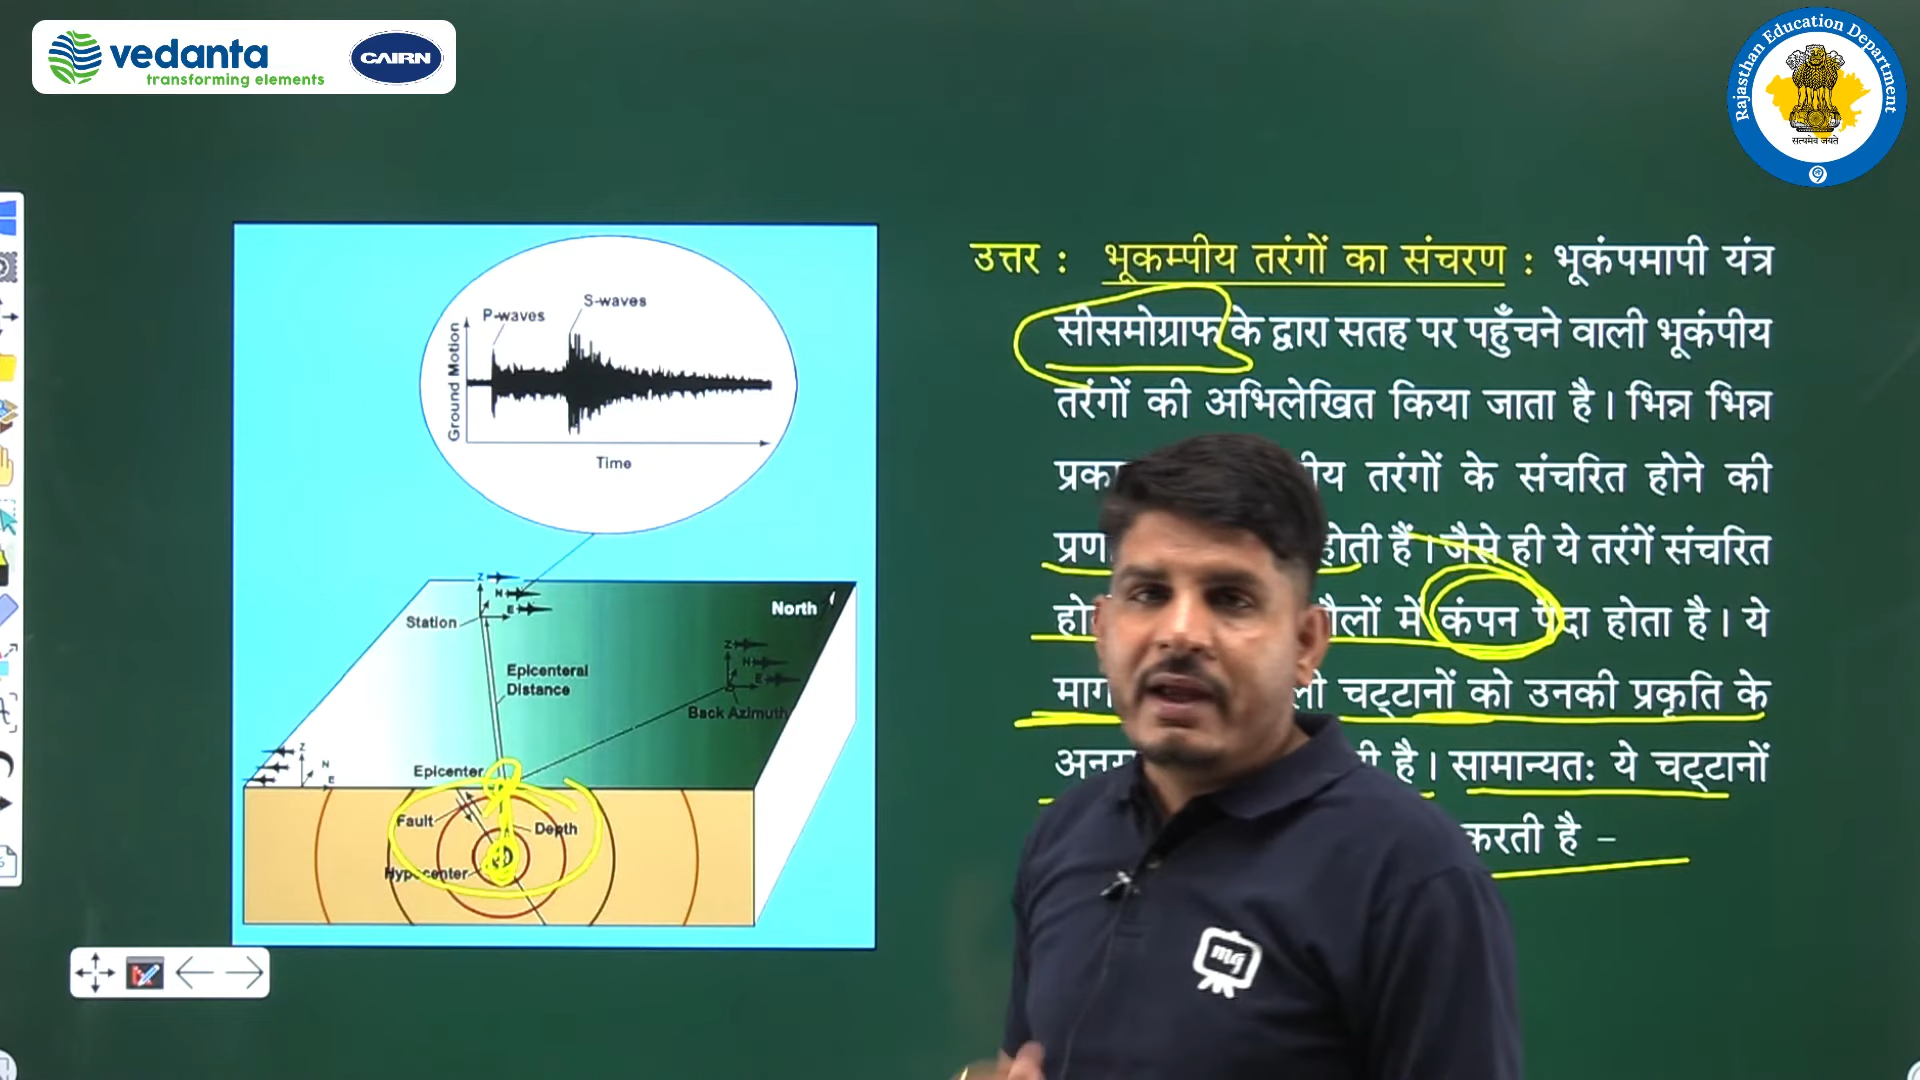 vedanta
transforming elements
CAIRN
Rajasthan Education Department
सत्यमेव जयते
S-waves
P-waves
Ground Motion
Time
Z
N
E
Station
North
Epicenteral
Distance
Z
N
E
Back Azimuth
Z
N
E
Epicenter
Fault
Depth
Hypocenter
उत्तर : भूकम्पीय तरंगों का संचरण : भूकंपमापी यंत्र
सीसमोग्राफ के द्वारा सतह पर पहुँचने वाली भूकंपीय
तरंगों की अभिलेखित किया जाता है। भिन्न भिन्न
तरंगों के संचरित होने की
होती हैं। जैसे ही ये तरंगें संचरित
में कंपन पैदा होता है। ये
चट्टानों को उनकी प्रकृति के
है। सामान्यत: ये चट्टानों
करती है –
mg